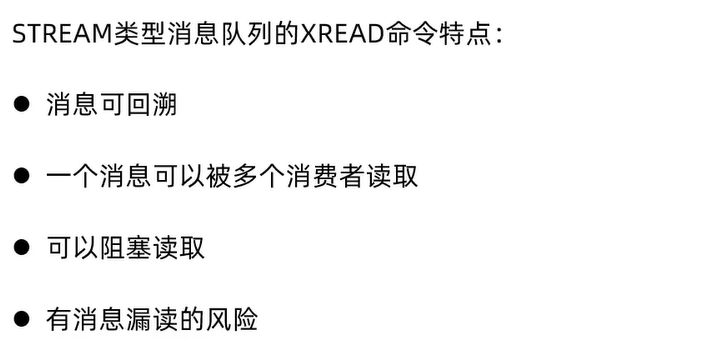 STREAM类型消息队列的XREAD命令特点：
● 消息可回溯
● 一个消息可以被多个消费者读取
● 可以阻塞读取
● 有消息漏读的风险